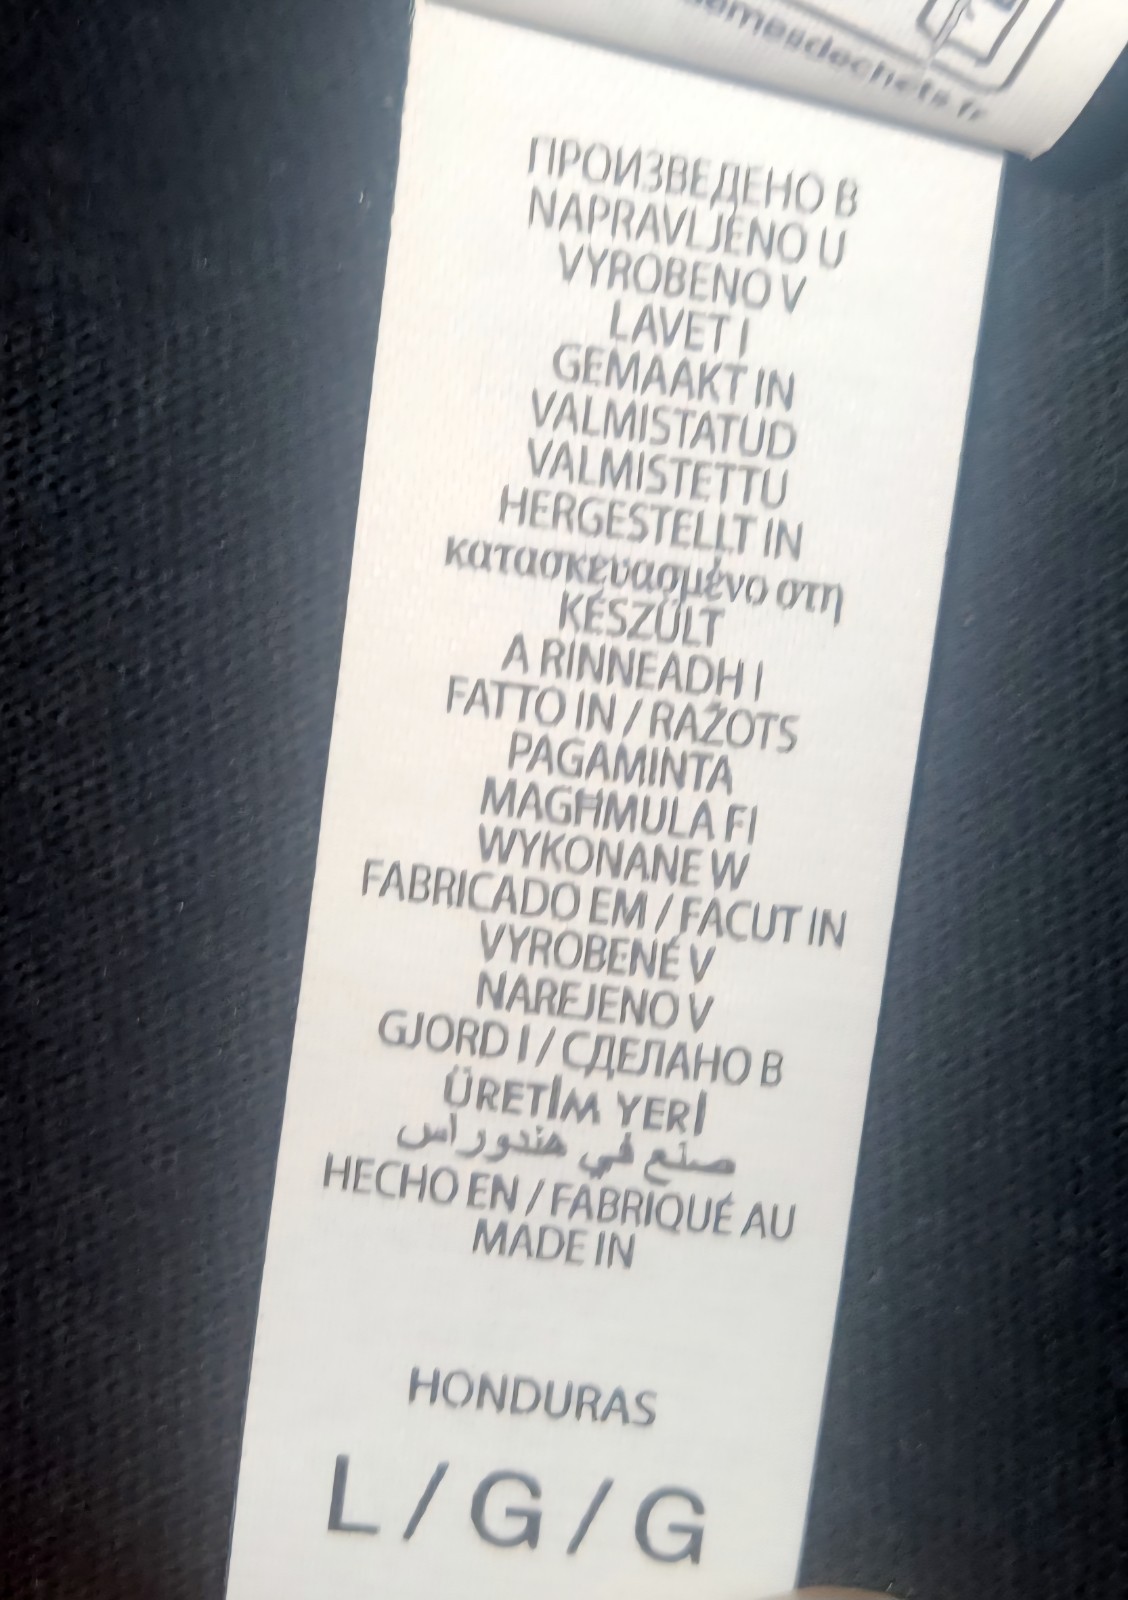 ПРОИЗВЕДЕНО В
NAPRAVLJENO U
VYROBENO V
LAVET I
GEMAAKT IN
VALMISTATUD
VALMISTETTU
HERGESTELLT IN
κατασκευασμένο στη
KÉSZÜLT
A RINNEADH I
FATTO IN / RAŽOTS
PAGAMINTA
MAGĦMULA FI
WYKONANE W
FABRICADO EM / FACUT IN
VYROBENÉ V
NAREJENO V
GJORD I / СДЕЛАНО В
ÜRETİM YERİ
صنع في هندوراس
HECHO EN / FABRIQUÉ AU
MADE IN
HONDURAS
L / G / G